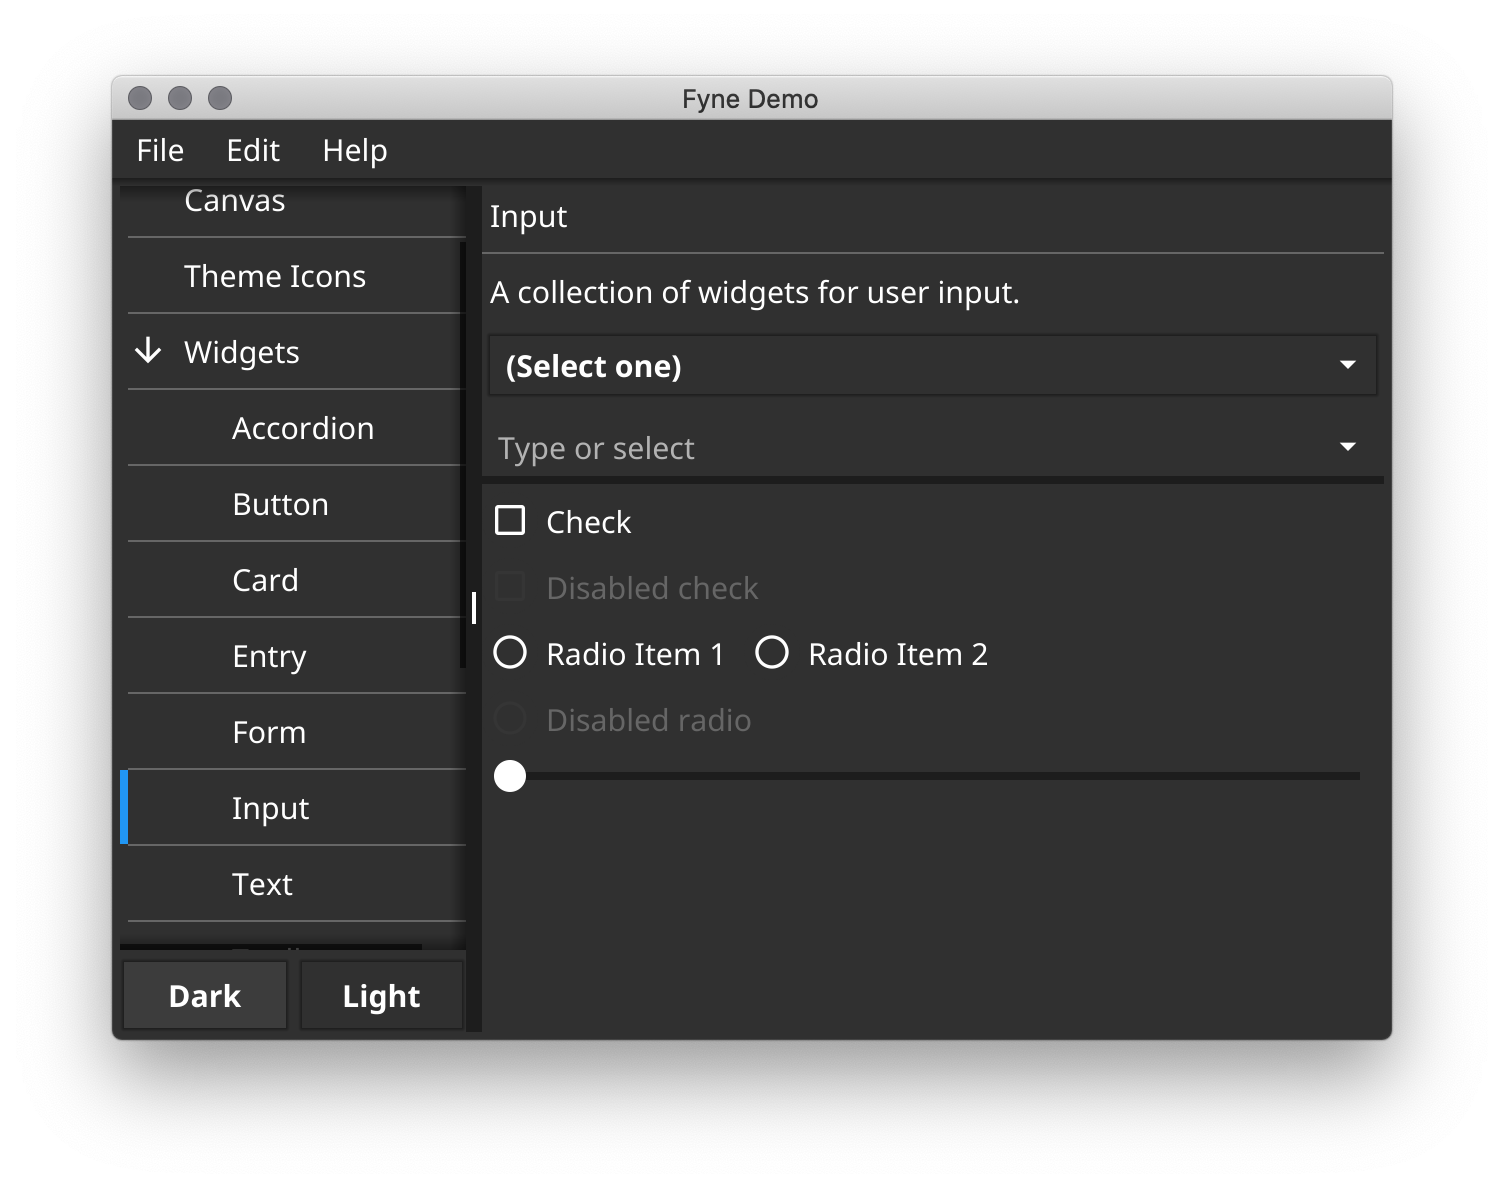 Fyne Demo
File Edit Help
Canvas
Theme Icons
Widgets
Accordion
Button
Card
Entry
Form
Input
Text
Dark Light
Input
A collection of widgets for user input.
(Select one)
Type or select
Check
Disabled check
Radio Item 1 Radio Item 2
Disabled radio